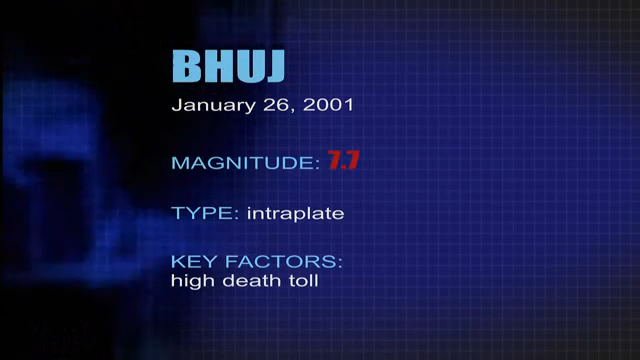 BHUJ
January 26, 2001
MAGNITUDE: 7.7
TYPE: intraplate
KEY FACTORS:
high death toll